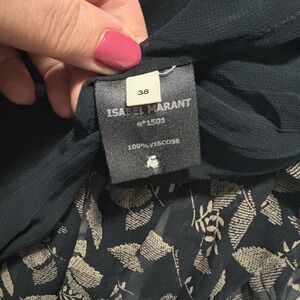 38
ISABEL MARANT
n°1501
100%VISCOSE